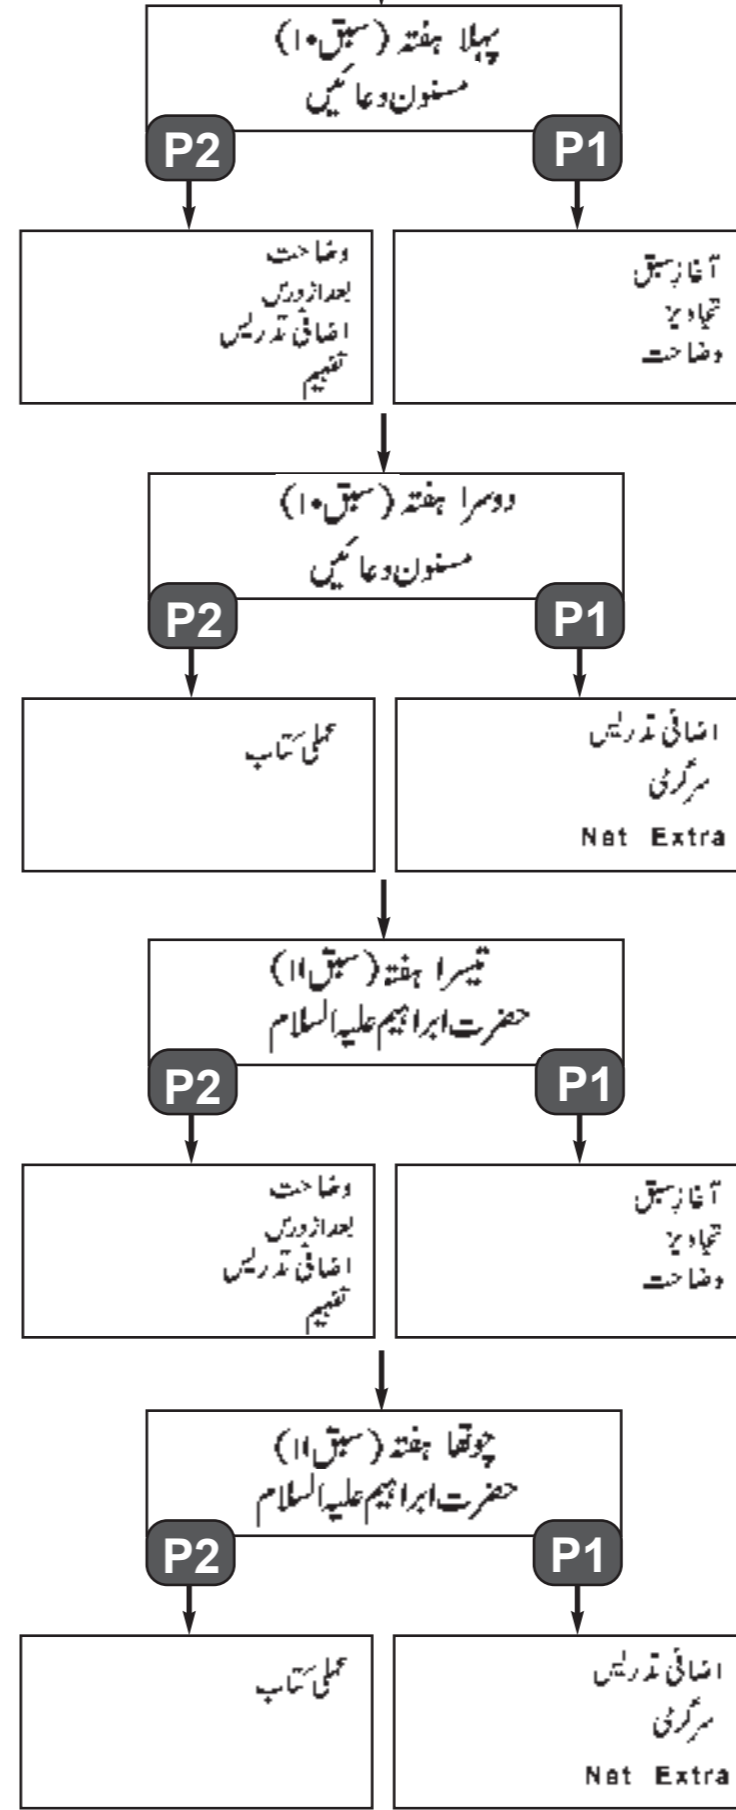 پہلا ہفتہ (سبق ۱۰)
مسنون دعائیں
P1
P2
آغازِ سبق
تجاویز
وضاحت
وضاحت
بعد از درس
اضافی تدریس
تفہیم
دوسرا ہفتہ (سبق ۱۰)
مسنون دعائیں
P1
P2
اضافی تدریس
سرگرمی
Net Extra
عملی کتاب
تیسرا ہفتہ (سبق ۱۱)
حضرت ابراہیم علیہ السلام
P1
P2
آغازِ سبق
تجاویز
وضاحت
وضاحت
بعد از درس
اضافی تدریس
تفہیم
چوتھا ہفتہ (سبق ۱۱)
حضرت ابراہیم علیہ السلام
P1
P2
اضافی تدریس
سرگرمی
Net Extra
عملی کتاب